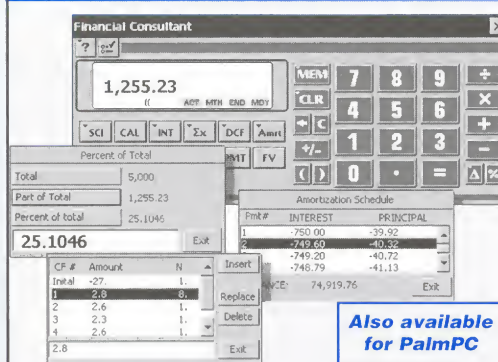 Financial Consultant
?
1,255.23
(( ACT MTH END MDY
MEM 7 8 9 ÷
CLR 4 5 6 ×
C +
+/- 1 2 3 −
( ) 0 • = Δ%
SCI CAL INT Σx DCF Amrt
PMT FV
Percent of Total
Total 5,000
Part of Total 1,255.23
Percent of total 25.1046
25.1046 Exit
Amortization Schedule
Pmt# INTEREST PRINCIPAL
1 -750.00 -39.92
2 -749.60 -40.32
-749.20 -40.72
-748.79 -41.13
ANCE: 74,919.76 Exit
CF # Amount N Insert
Inital -27. 1.
1 2.8 8. Replace
2 2.6 1.
3 2.3 1. Delete
4 2.6 1.
2.8 Exit
Also available
for PalmPC